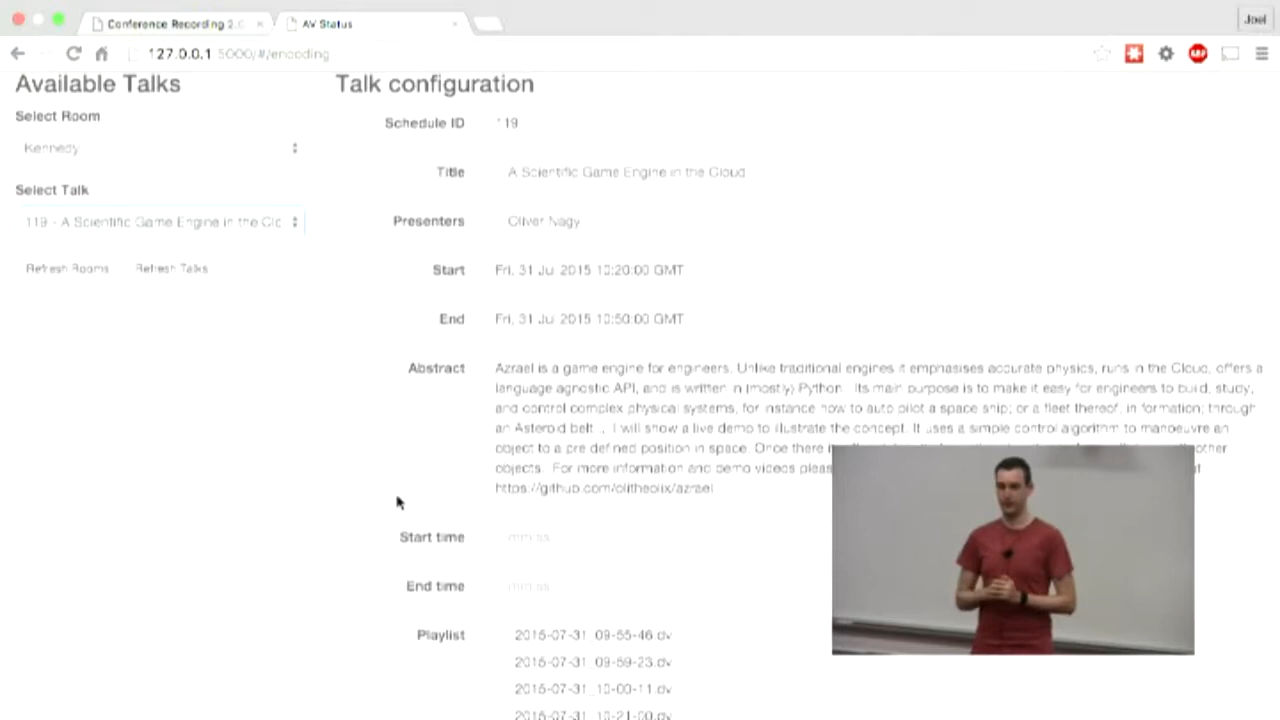 Conference Recording 2.
AV Status
Joel
127.0.0.1 5000/#/encoding
Available Talks
Select Room
Kennedy
Select Talk
119 - A Scientific Game Engine in the Clo
Refresh Rooms Refresh Talks
Talk configuration
Schedule ID 119
Title A Scientific Game Engine in the Cloud
Presenters Oliver Nagy
Start Fri, 31 Jul 2015 10:20:00 GMT
End Fri, 31 Jul 2015 10:50:00 GMT
Abstract Azrael is a game engine for engineers. Unlike traditional engines it emphasises accurate physics, runs in the Cloud, offers a
language agnostic API, and is written in (mostly) Python. Its main purpose is to make it easy for engineers to build, study,
and control complex physical systems, for instance how to auto pilot a space ship; or a fleet thereof, in formation; through
an Asteroid belt... I will show a live demo to illustrate the concept. It uses a simple control algorithm to manoeuvre an
object to a pre defined position in space. Once there
other
objects. For more information and demo videos pleas
https://github.com/olitheolix/azrael
Start time mm:ss
End time mm:ss
Playlist 2015-07-31_09-55-46.dv
2015-07-31_09-59-23.dv
2015-07-31_10-00-11.dv
2015-07-31_10-21-00.dv